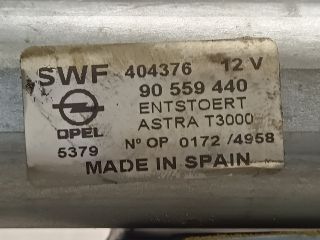 SWF 404376 12 V
90 559 440
ENTSTOERT
OPEL ASTRA T3000
5379 Nº OP 0172 /4958
MADE IN SPAIN